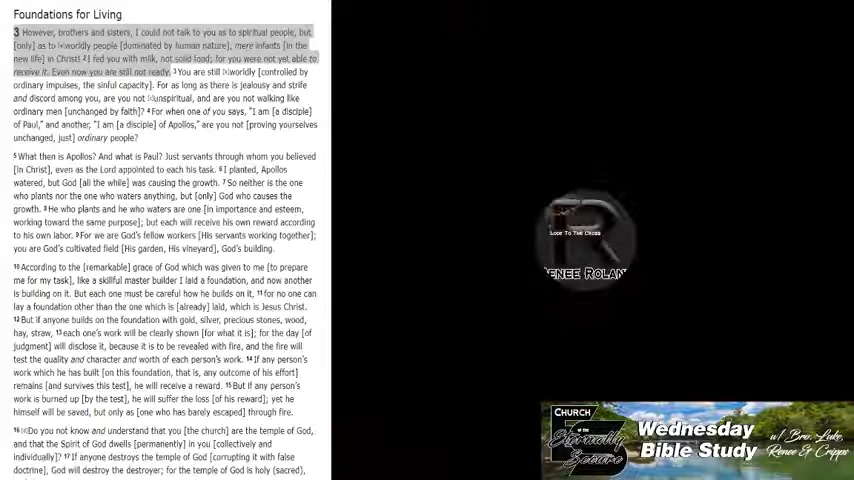 Foundations for Living
3 However, brothers and sisters, I could not talk to you as to spiritual people, but
[only] as to worldly people [dominated by human nature], mere infants [in the
new life] in Christ! 2 I fed you with milk, not solid food; for you were not yet able to
receive it. Even now you are still not ready. 3 You are still worldly [controlled by
ordinary impulses, the sinful capacity]. For as long as there is jealousy and strife
and discord among you, are you not unspiritual, and are you not walking like
ordinary men [unchanged by faith]? 4 For when one of you says, “I am [a disciple]
of Paul,” and another, “I am [a disciple] of Apollos,” are you not [proving yourselves
unchanged, just] ordinary people?
5 What then is Apollos? And what is Paul? Just servants through whom you believed
[in Christ], even as the Lord appointed to each his task. 6 I planted, Apollos
watered, but God [all the while] was causing the growth. 7 So neither is the one
who plants nor the one who waters anything, but [only] God who causes the
growth. 8 He who plants and he who waters are one [in importance and esteem,
working toward the same purpose]; but each will receive his own reward according
to his own labor. 9 For we are God’s fellow workers [His servants working together];
you are God’s cultivated field [His garden, His vineyard], God’s building.
10 According to the [remarkable] grace of God which was given to me [to prepare
me for my task], like a skillful master builder I laid a foundation, and now another
is building on it. But each one must be careful how he builds on it, 11 for no one can
lay a foundation other than the one which is [already] laid, which is Jesus Christ.
12 But if anyone builds on the foundation with gold, silver, precious stones, wood,
hay, straw, 13 each one’s work will be clearly shown [for what it is]; for the day [of
judgment] will disclose it, because it is to be revealed with fire, and the fire will
test the quality and character and worth of each person’s work. 14 If any person’s
work which he has built [on this foundation, that is, any outcome of his effort]
remains [and survives this test], he will receive a reward. 15 But if any person’s
work is burned up [by the test], he will suffer the loss [of his reward]; yet he
himself will be saved, but only as [one who has barely escaped] through fire.
16 Do you not know and understand that you [the church] are the temple of God,
and that the Spirit of God dwells [permanently] in you [collectively and
individually]? 17 If anyone destroys the temple of God [corrupting it with false
doctrine], God will destroy the destroyer; for the temple of God is holy (sacred),
R
Look To The Cross
RENEE ROLAN
Church
of the
Eternally
Secure
Wednesday
Bible Study
w/ Bro. Luke,
Renee & Cripps